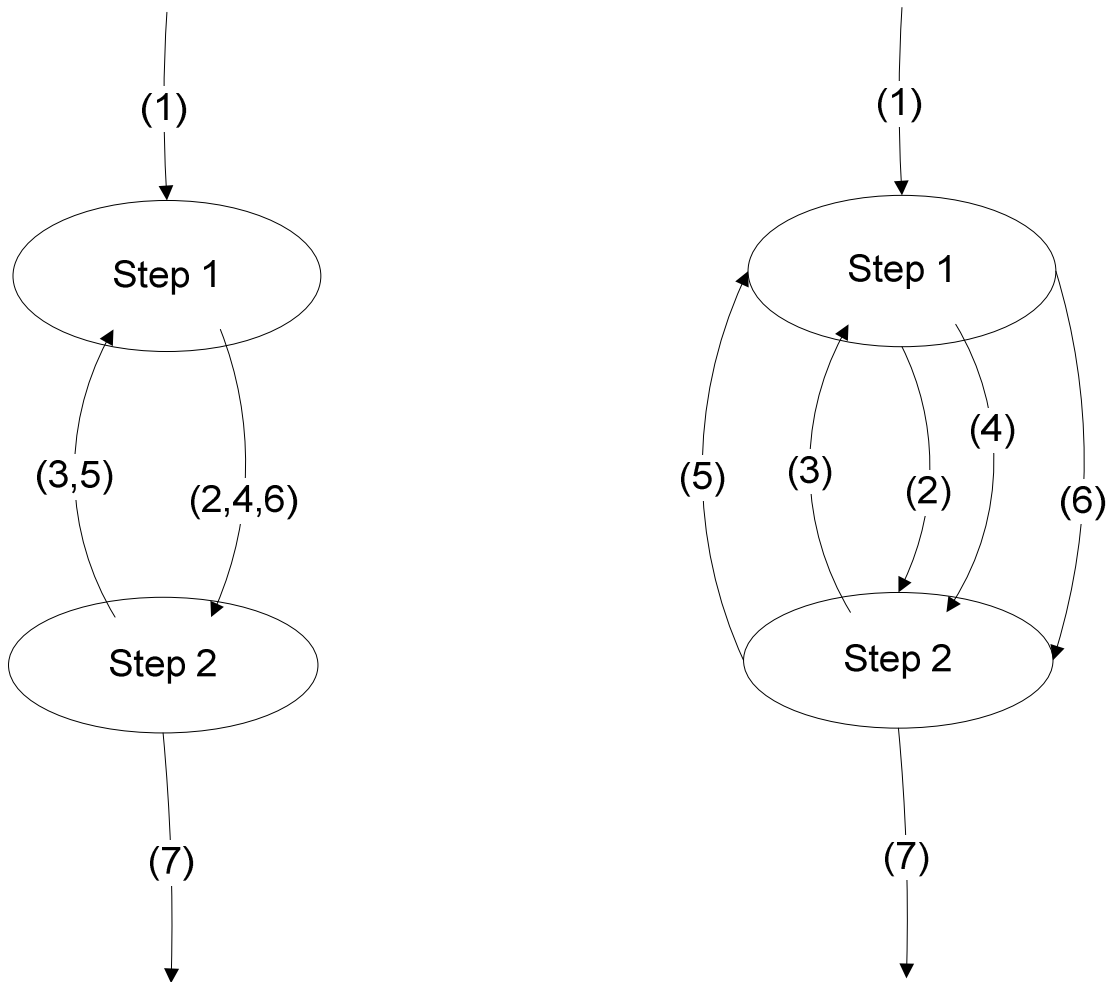 (1)
Step 1
(3,5)
(2,4,6)
Step 2
(7)
(1)
Step 1
(4)
(3)
(5)
(2)
(6)
Step 2
(7)